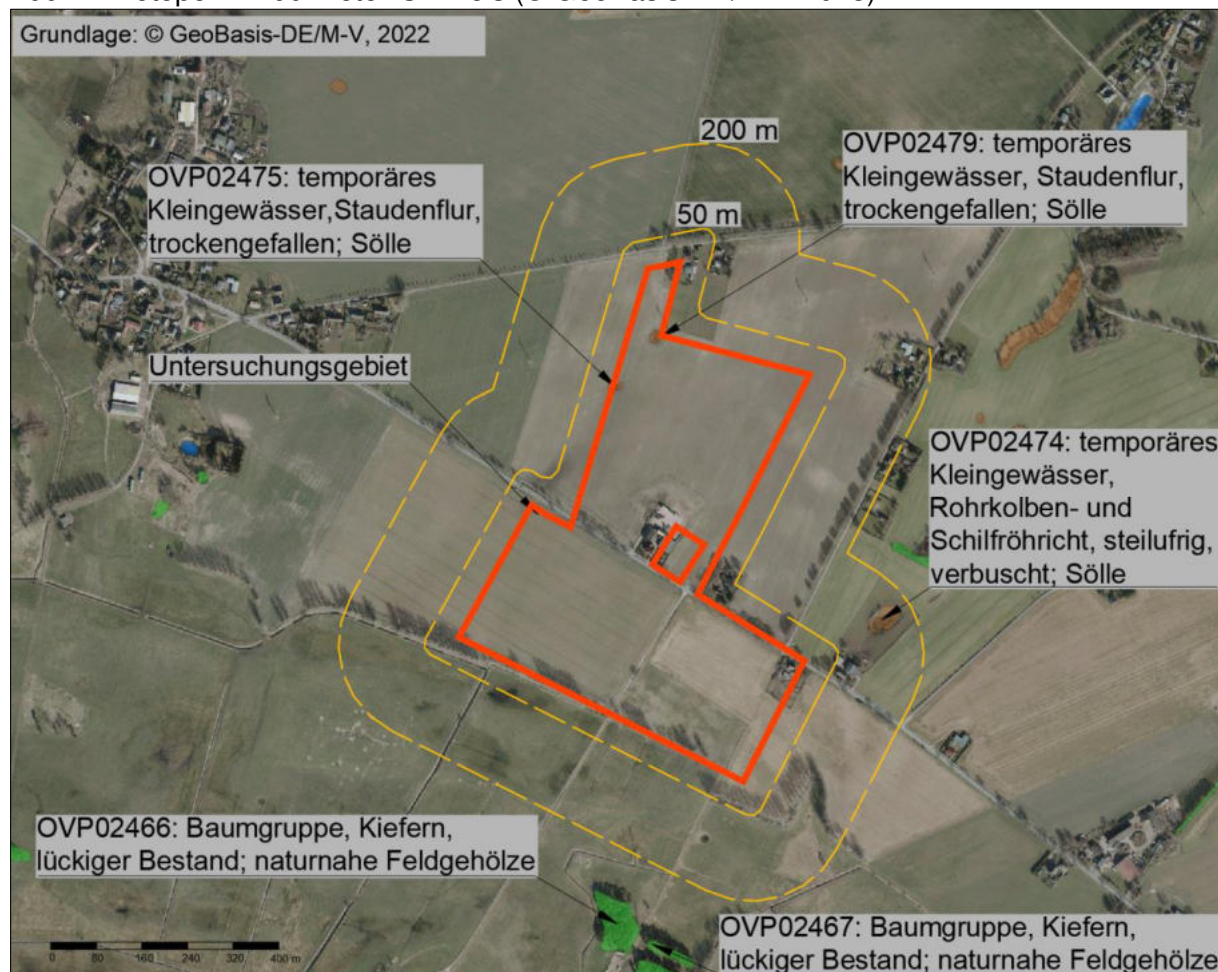 Grundlage: © GeoBasis-DE/M-V, 2022
200 m
OVP02479: temporäres
Kleingewässer, Staudenflur,
trockengefallen; Sölle
OVP02475: temporäres
Kleingewässer,Staudenflur,
trockengefallen; Sölle
50 m
Untersuchungsgebiet
OVP02474: temporäres
Kleingewässer,
Rohrkolben- und
Schilfröhricht, steilufrig,
verbuscht; Sölle
OVP02466: Baumgruppe, Kiefern,
lückiger Bestand; naturnahe Feldgehölze
OVP02467: Baumgruppe, Kiefern,
lückiger Bestand; naturnahe Feldgehölze
0 80 160 240 320 400 m